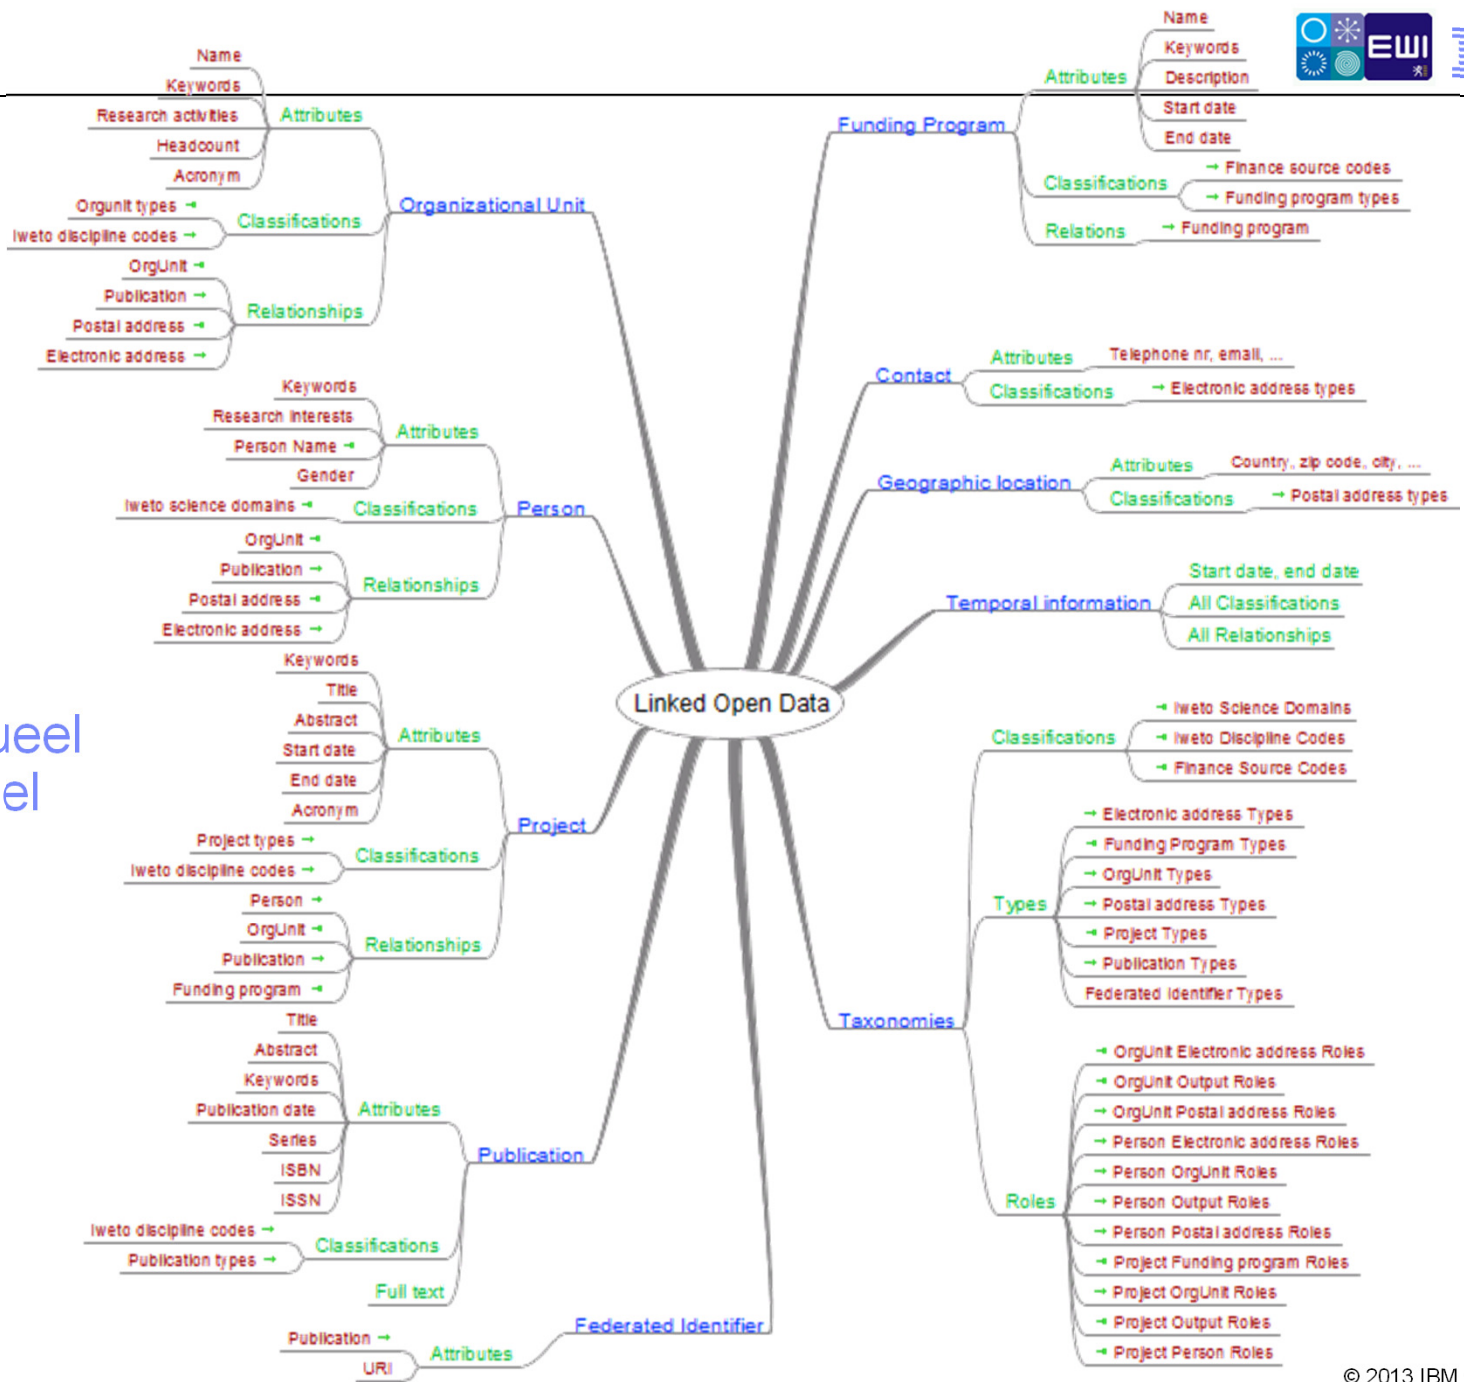 EWI
Linked Open Data
Organizational Unit
Attributes
Name
Keywords
Research activities
Headcount
Acronym
Classifications
Orgunit types
Iweto discipline codes
Relationships
OrgUnit
Publication
Postal address
Electronic address
Person
Attributes
Keywords
Research Interests
Person Name
Gender
Classifications
Iweto science domains
Relationships
OrgUnit
Publication
Postal address
Electronic address
Project
Attributes
Keywords
Title
Abstract
Start date
End date
Acronym
Classifications
Project types
Iweto discipline codes
Relationships
Person
OrgUnit
Publication
Funding program
Publication
Attributes
Title
Abstract
Keywords
Publication date
Series
ISBN
ISSN
Classifications
Iweto discipline codes
Publication types
Full text
Federated Identifier
Attributes
Publication
URI
Funding Program
Attributes
Name
Keywords
Description
Start date
End date
Classifications
Finance source codes
Funding program types
Relations
Funding program
Contact
Attributes
Telephone nr, email, ...
Classifications
Electronic address types
Geographic location
Attributes
Country, zip code, city, ...
Classifications
Postal address types
Temporal information
Start date, end date
All Classifications
All Relationships
Taxonomies
Classifications
Iweto Science Domains
Iweto Discipline Codes
Finance Source Codes
Types
Electronic address Types
Funding Program Types
OrgUnit Types
Postal address Types
Project Types
Publication Types
Federated Identifier Types
Roles
OrgUnit Electronic address Roles
OrgUnit Output Roles
OrgUnit Postal address Roles
Person Electronic address Roles
Person OrgUnit Roles
Person Output Roles
Person Postal address Roles
Project Funding program Roles
Project OrgUnit Roles
Project Output Roles
Project Person Roles
ueel
el
© 2013 IBM